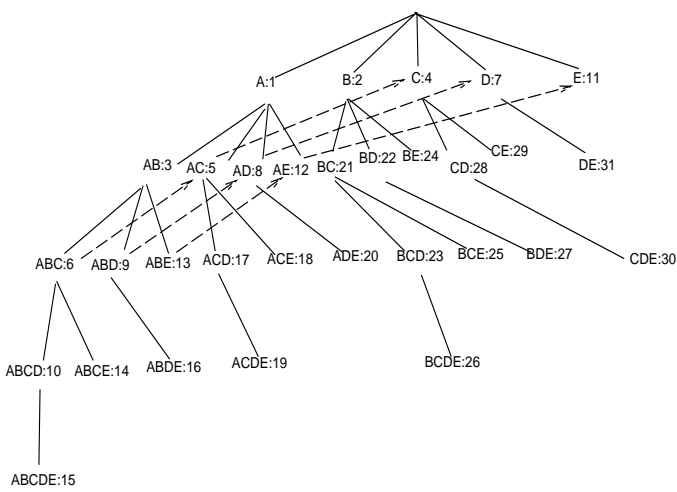 A:1 B:2 C:4 D:7 E:11
AB:3 AC:5 AD:8 AE:12 BC:21 BD:22 BE:24 CD:28 CE:29 DE:31
ABC:6 ABD:9 ABE:13 ACD:17 ACE:18 ADE:20 BCD:23 BCE:25 BDE:27 CDE:30
ABCD:10 ABCE:14 ABDE:16 ACDE:19 BCDE:26
ABCDE:15